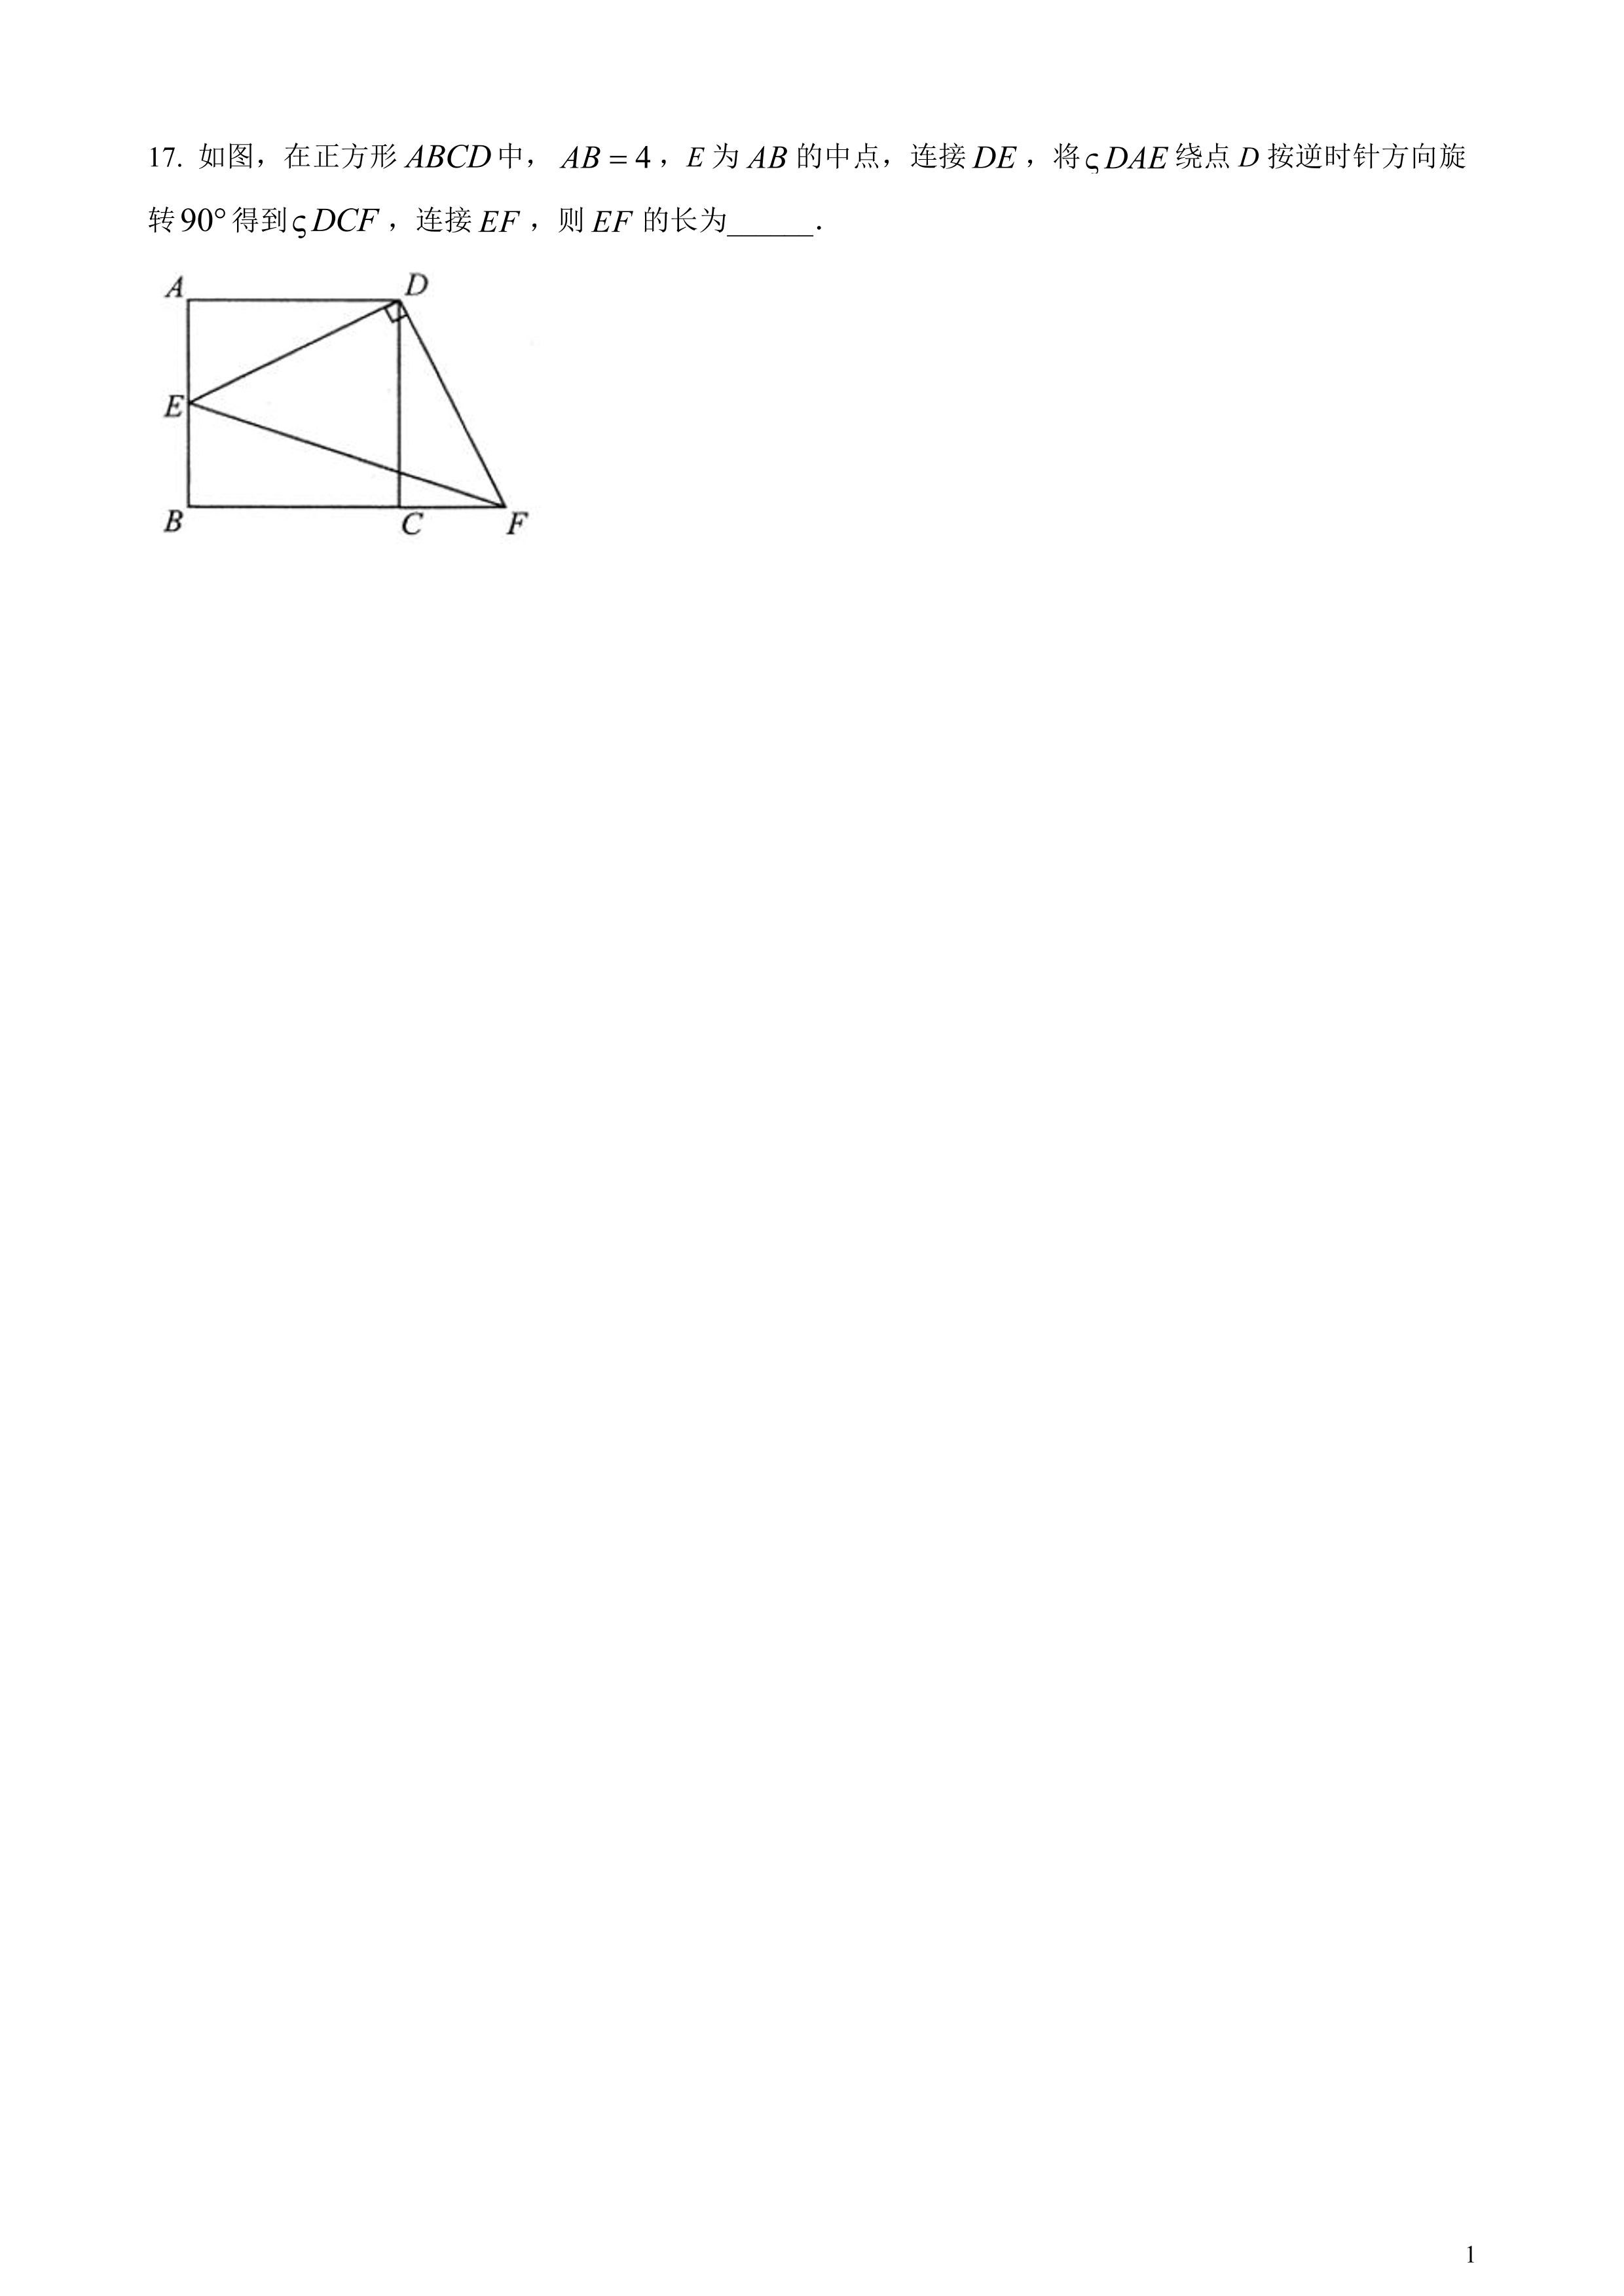 17. 如图，在正方形 ABCD 中， AB = 4 ，E 为 AB 的中点，连接 DE ，将 ς DAE 绕点 D 按逆时针方向旋
转 90° 得到 ς DCF ，连接 EF ，则 EF 的长为______．
A D
E
B C F
1